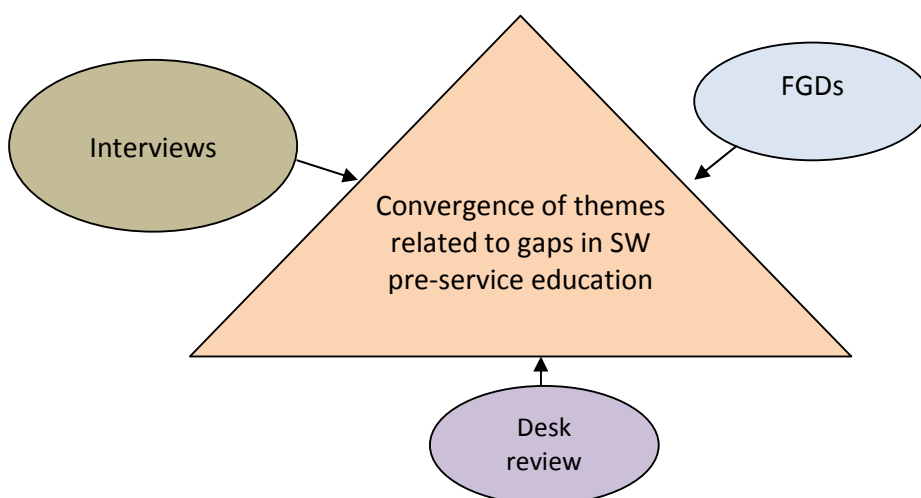 Interviews
FGDs
Convergence of themes
related to gaps in SW
pre-service education
Desk
review